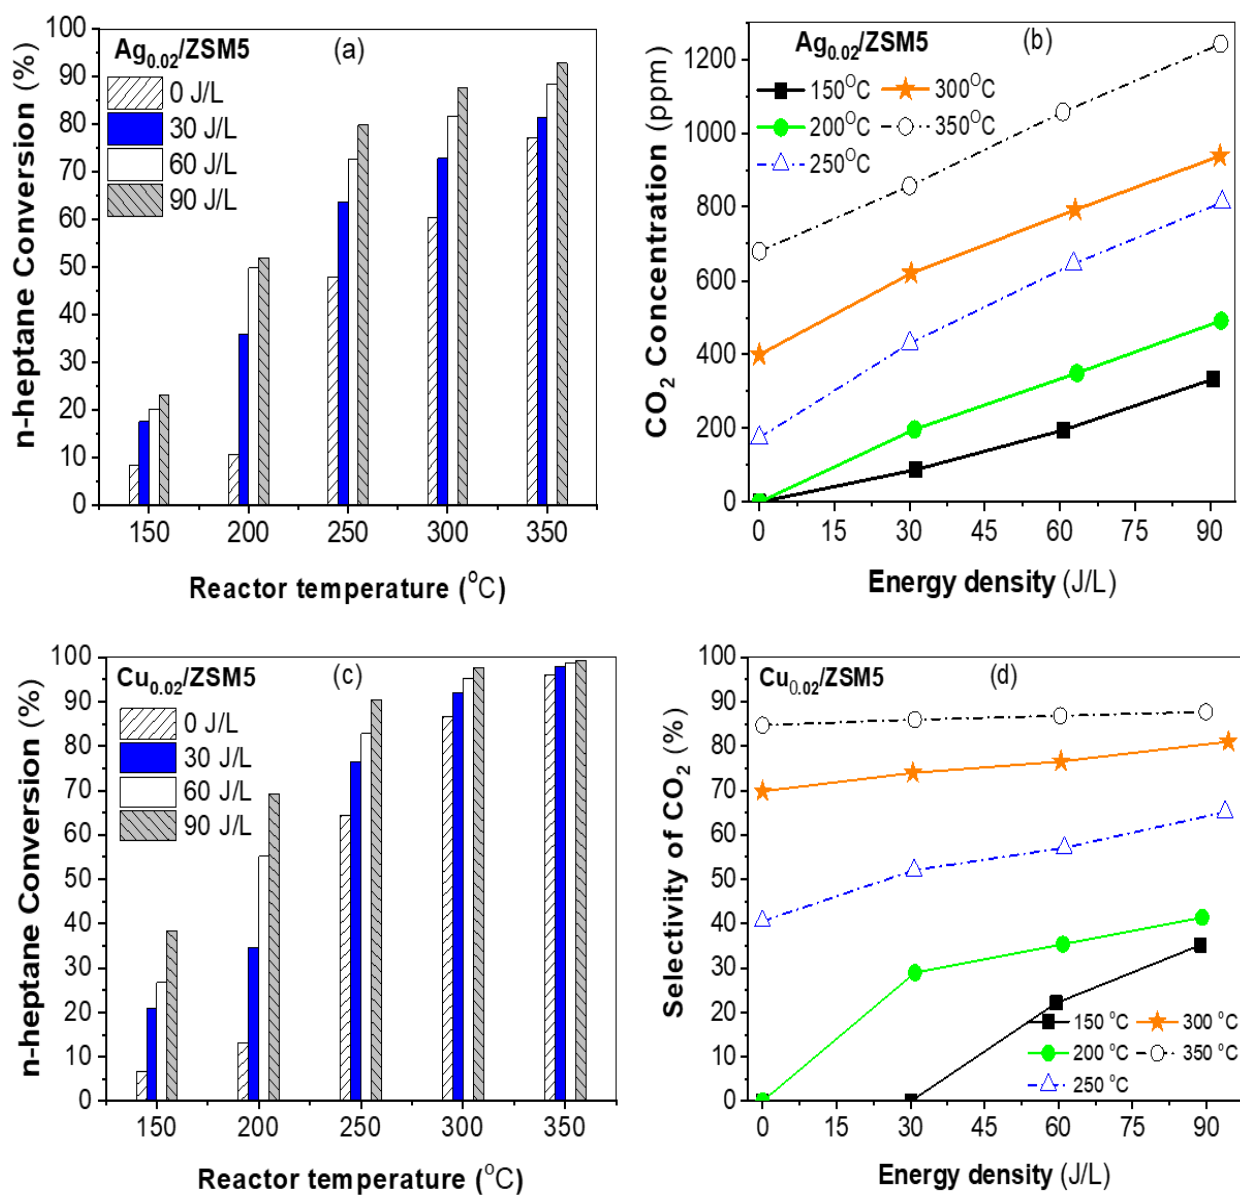 Ag0.02/ZSM5 (a)
0 J/L
30 J/L
60 J/L
90 J/L
n-heptane Conversion (%)
100
90
80
70
60
50
40
30
20
10
0
150 200 250 300 350
Reactor temperature (°C)
Ag0.02/ZSM5 (b)
150°C 300°C
200°C 350°C
250°C
CO2 Concentration (ppm)
1200
1000
800
600
400
200
0
0 15 30 45 60 75 90
Energy density (J/L)
Cu0.02/ZSM5 (c)
0 J/L
30 J/L
60 J/L
90 J/L
n-heptane Conversion (%)
100
90
80
70
60
50
40
30
20
10
0
150 200 250 300 350
Reactor temperature (°C)
Cu0.02/ZSM5 (d)
Selectivity of CO2 (%)
100
90
80
70
60
50
40
30
20
10
0
150 °C 300 °C
200 °C 350 °C
250 °C
0 15 30 45 60 75 90
Energy density (J/L)